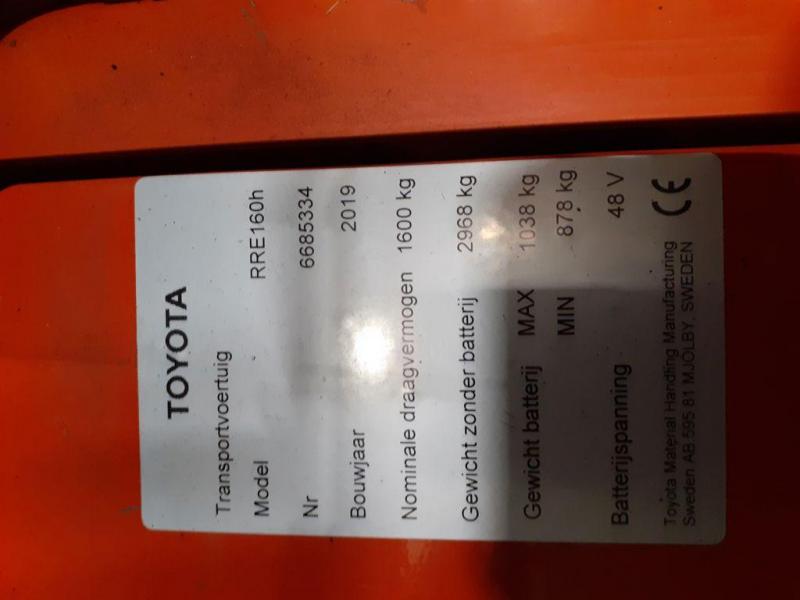 TOYOTA
Transportvoertuig
Model RRE160h
Nr 6685334
Bouwjaar 2019
Nominale draagvermogen 1600 kg
Gewicht zonder batterij 2968 kg
Gewicht batterij MAX 1038 kg
MIN 878 kg
Batterijspanning 48 V
Toyota Material Handling Manufacturing
Sweden AB 595 81 MJÖLBY, SWEDEN
CE